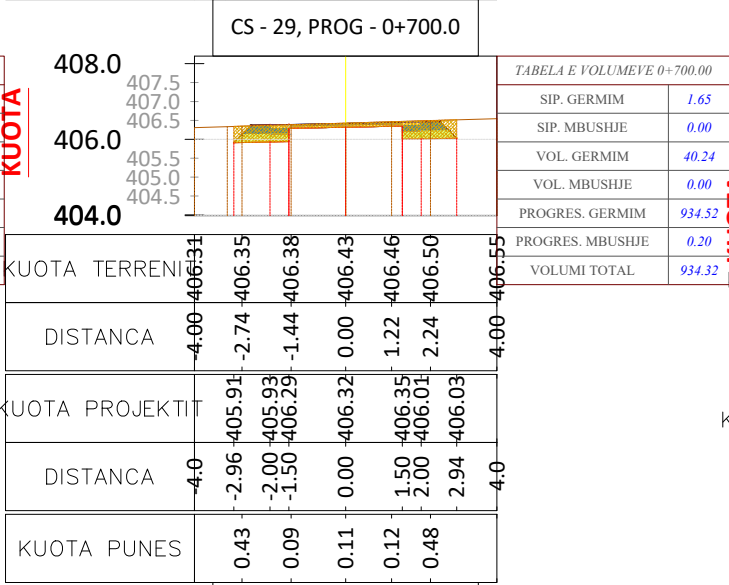 CS - 29, PROG - 0+700.0
KUOTA
408.0
407.5
407.0
406.5
406.0
405.5
405.0
404.5
404.0
TABELA E VOLUMEVE 0+700.00
SIP. GERMIM 1.65
SIP. MBUSHJE 0.00
VOL. GERMIM 40.24
VOL. MBUSHJE 0.00
PROGRES. GERMIM 934.52
PROGRES. MBUSHJE 0.20
VOLUMI TOTAL 934.32
KUOTA TERRENIT 406.31 406.35 406.38 406.43 406.46 406.50 406.55
DISTANCA -4.00 -2.74 -1.44 0.00 1.22 2.24 4.00
KUOTA PROJEKTIT 405.91 405.93 406.29 406.32 406.35 406.01 406.03
DISTANCA -4.0 -2.96 -2.00 -1.50 0.00 1.50 2.00 2.94 4.0
KUOTA PUNES 0.43 0.09 0.11 0.12 0.48